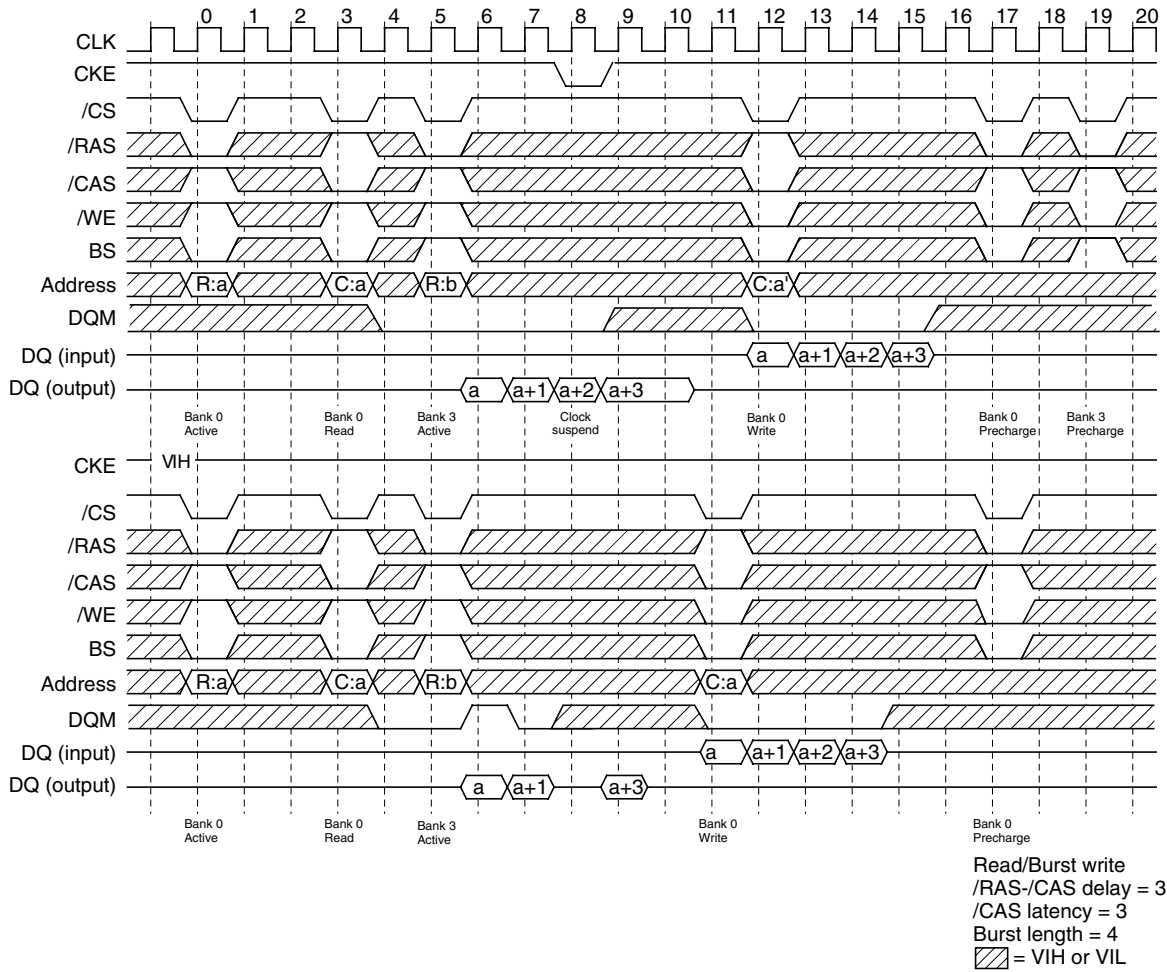 0 1 2 3 4 5 6 7 8 9 10 11 12 13 14 15 16 17 18 19 20
CLK
CKE
/CS
/RAS
/CAS
/WE
BS
Address R:a C:a R:b C:a'
DQM
DQ (input) a a+1 a+2 a+3
DQ (output) a a+1 a+2 a+3
Bank 0 Bank 0 Bank 3 Clock Bank 0 Bank 0 Bank 3
Active Read Active suspend Write Precharge Precharge
CKE VIH
/CS
/RAS
/CAS
/WE
BS
Address R:a C:a R:b C:a
DQM
DQ (input) a a+1 a+2 a+3
DQ (output) a a+1 a+3
Bank 0 Bank 0 Bank 3 Bank 0 Bank 0
Active Read Active Write Precharge
Read/Burst write
/RAS-/CAS delay = 3
/CAS latency = 3
Burst length = 4
= VIH or VIL